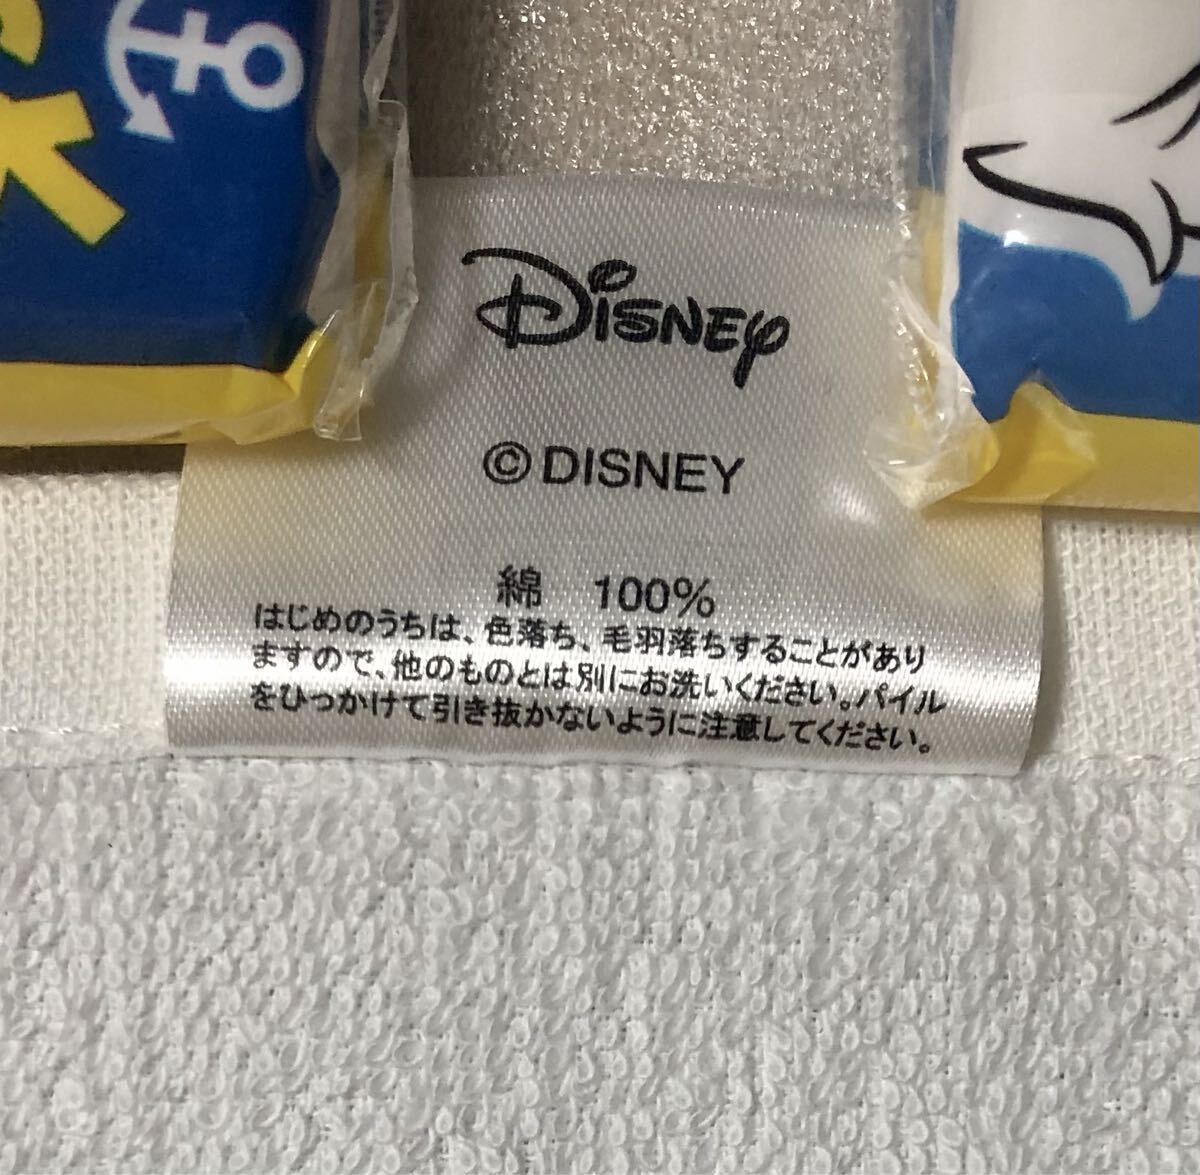 Disney
©DISNEY
綿 100%
はじめのうちは、色落ち、毛羽落ちすることがあり
ますので、他のものとは別にお洗いください。パイル
をひっかけて引き抜かないように注意してください。